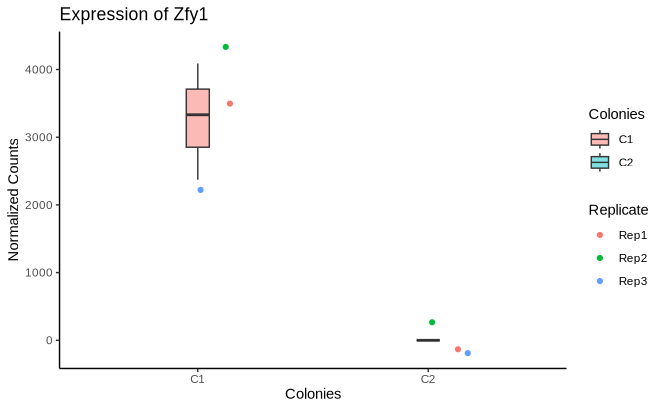 Expression of Zfy1
Normalized Counts
4000
3000
2000
1000
0
C1
C2
Colonies
Colonies
C1
C2
Replicate
Rep1
Rep2
Rep3